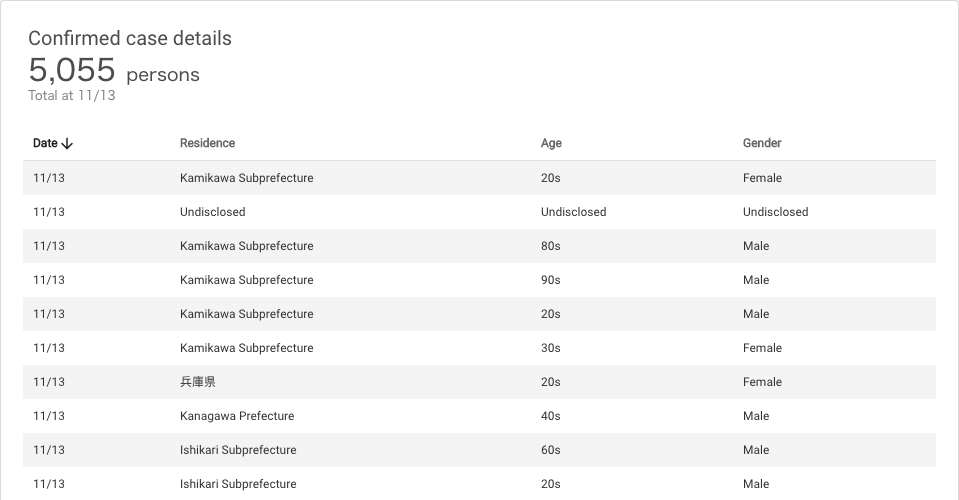 Confirmed case details
5,055 persons
Total at 11/13
Date ↓ Residence Age Gender
11/13 Kamikawa Subprefecture 20s Female
11/13 Undisclosed Undisclosed Undisclosed
11/13 Kamikawa Subprefecture 80s Male
11/13 Kamikawa Subprefecture 90s Male
11/13 Kamikawa Subprefecture 20s Male
11/13 Kamikawa Subprefecture 30s Female
11/13 兵庫県 20s Female
11/13 Kanagawa Prefecture 40s Male
11/13 Ishikari Subprefecture 60s Male
11/13 Ishikari Subprefecture 20s Male